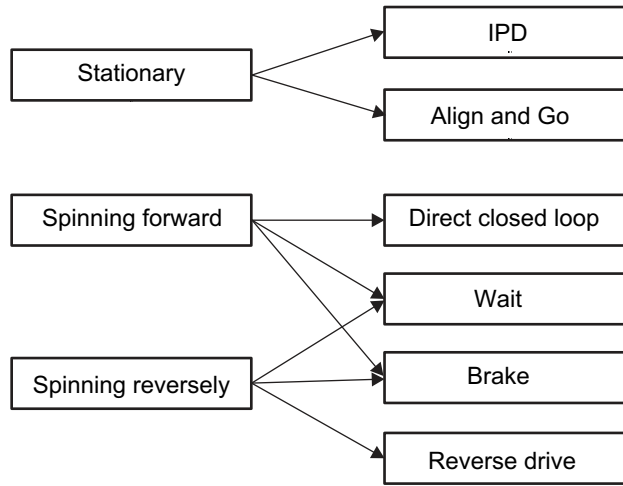 Stationary
IPD
Align and Go
Spinning forward
Direct closed loop
Wait
Spinning reversely
Brake
Reverse drive